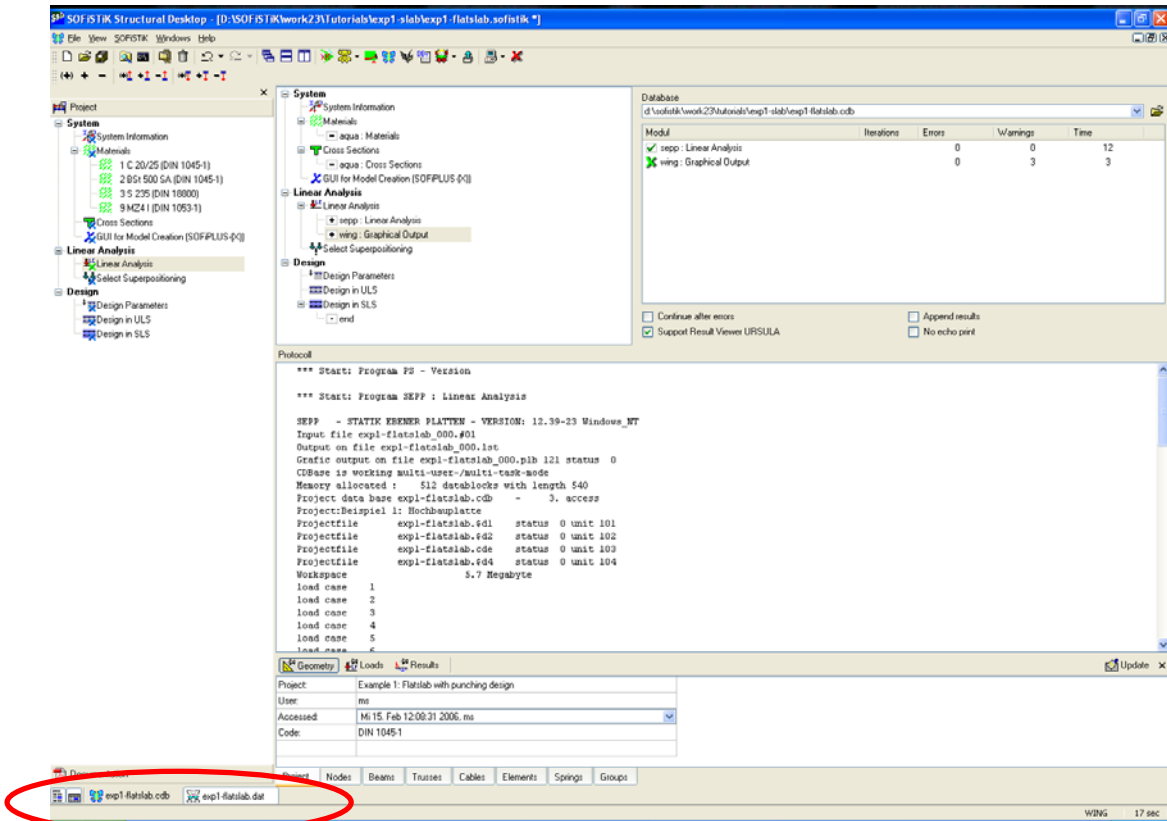 SOFiSTiK Structural Desktop - [D:\SOFiSTiK\work23\Tutorials\exp1-slab\exp1-flatslab.sofistik *]
File View SOFiSTiK Windows Help
Project
System
System Information
Materials
1 C 20/25 (DIN 1045-1)
2 BSt 500 SA (DIN 1045-1)
3 S 235 (DIN 18800)
9 MZ4 I (DIN 1053-1)
Cross Sections
GUI for Model Creation (SOFiPLUS-(X))
Linear Analysis
Linear Analysis
Select Superpositioning
Design
Design Parameters
Design in ULS
Design in SLS
System
System Information
Materials
aqua : Materials
Cross Sections
aqua : Cross Sections
GUI for Model Creation (SOFiPLUS-(X))
Linear Analysis
Linear Analysis
sepp : Linear Analysis
wing : Graphical Output
Select Superpositioning
Design
Design Parameters
Design in ULS
Design in SLS
end
Database
d:\sofistik\work23\tutorials\exp1-slab\exp1-flatslab.cdb
Modul Iterations Errors Warnings Time
sepp : Linear Analysis 0 0 12
wing : Graphical Output 0 3 3
Continue after errors Append results
Support Result Viewer URSULA No echo print
Protocoll
*** Start: Program PS - Version
*** Start: Program SEPP : Linear Analysis
SEPP - STATIK EBENER PLATTEN - VERSION: 12.39-23 Windows_NT
Input file exp1-flatslab_000.#01
Output on file exp1-flatslab_000.lst
Grafic output on file exp1-flatslab_000.plb 121 status 0
CDBase is working multi-user-/multi-task-mode
Memory allocated : 512 datablocks with length 540
Project data base exp1-flatslab.cdb - 3. access
Project:Beispiel 1: Hochbauplatte
Projectfile exp1-flatslab.$d1 status 0 unit 101
Projectfile exp1-flatslab.$d2 status 0 unit 102
Projectfile exp1-flatslab.cde status 0 unit 103
Projectfile exp1-flatslab.$d4 status 0 unit 104
Workspace 5.7 Megabyte
load case 1
load case 2
load case 3
load case 4
load case 5
load case 6
Geometry Loads Results Update
Project: Example 1: Flatslab with punching design
User: ms
Accessed: Mi 15. Feb 12:08:31 2006, ms
Code: DIN 1045-1
Project Nodes Beams Trusses Cables Elements Springs Groups
Documentation
exp1-flatslab.cdb exp1-flatslab.dat
WING 17 sec